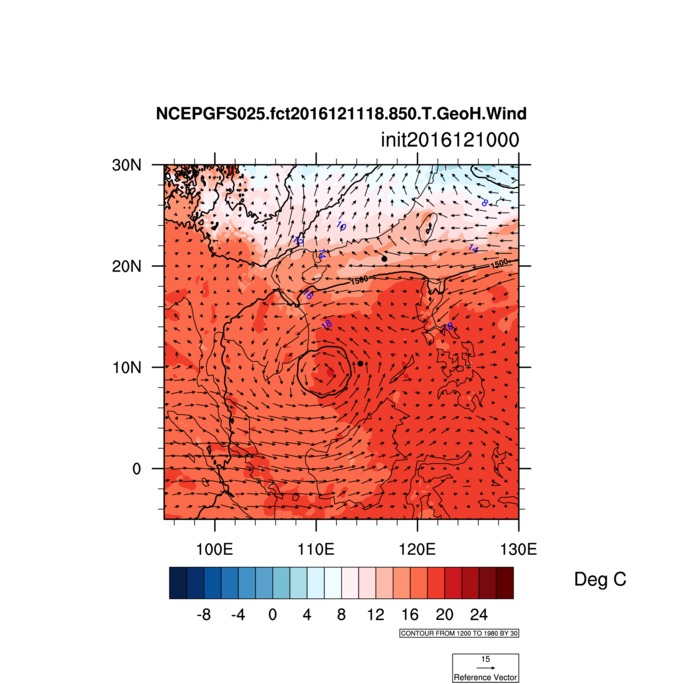 NCEPGFS025.fct2016121118.850.T.GeoH.Wind
init2016121000
30N
8
10
14
20N
1500
1500
16
18
18
10N
0
100E
110E
120E
130E
-8 -4 0 4 8 12 16 20 24
Deg C
CONTOUR FROM 1200 TO 1980 BY 30
15
Reference Vector